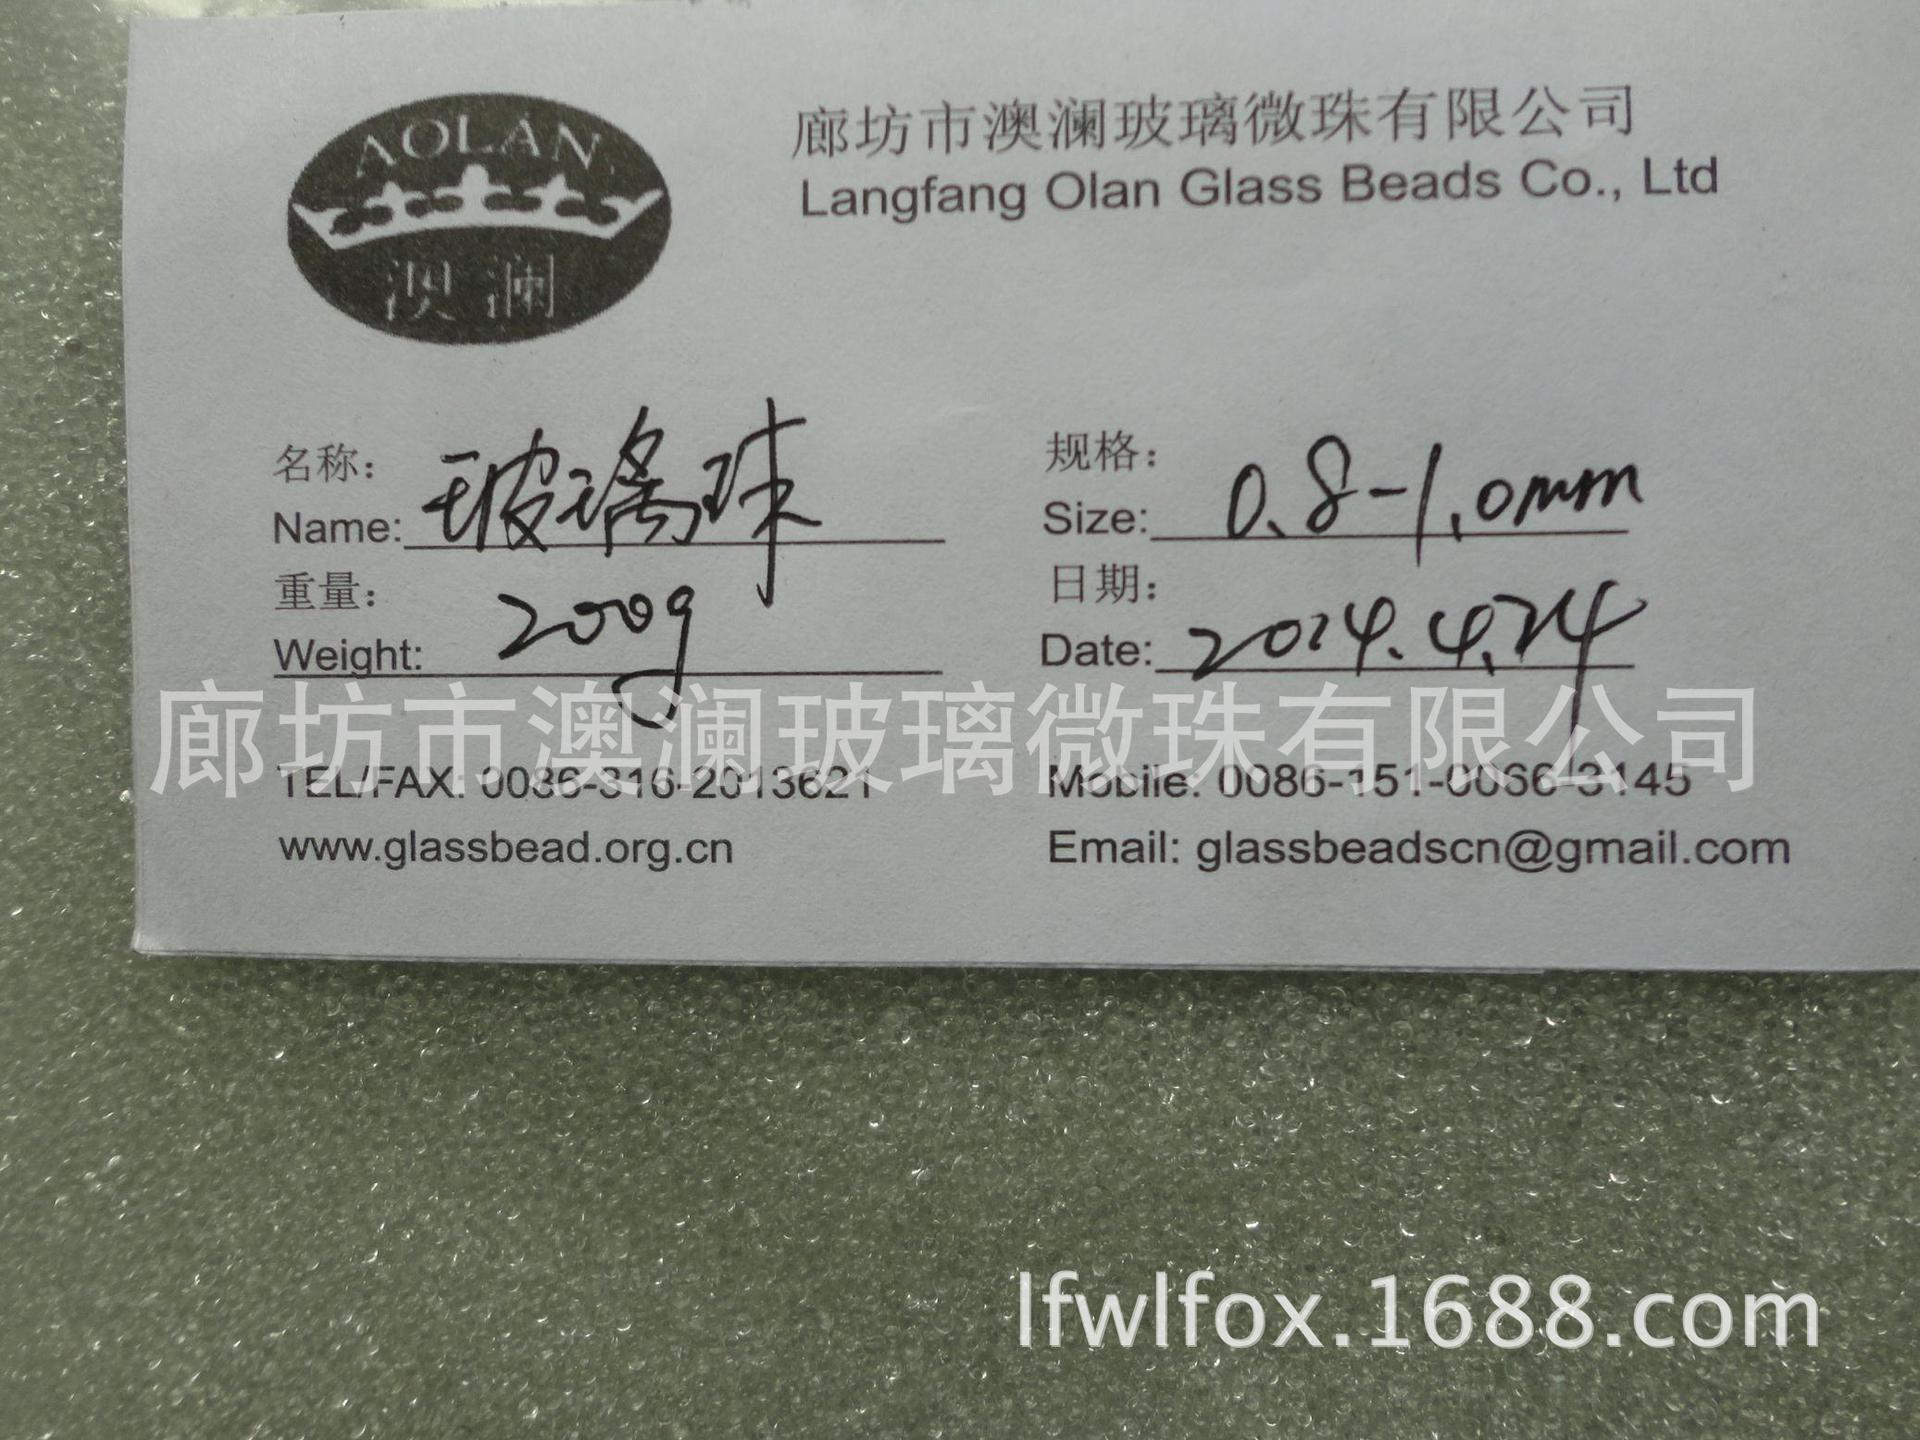 AOLAN
澳澜
廊坊市澳澜玻璃微珠有限公司
Langfang Olan Glass Beads Co., Ltd
名称：
Name: 玻璃珠
规格：
Size: 0.8-1.0mm
重量：
Weight: 200g
日期：
Date: 2014.4.24
廊坊市澳澜玻璃微珠有限公司
TEL/FAX: 0086-316-2013621
Mobile: 0086-151-0066-3145
www.glassbead.org.cn
Email: glassbeadscn@gmail.com
lfwlfox.1688.com